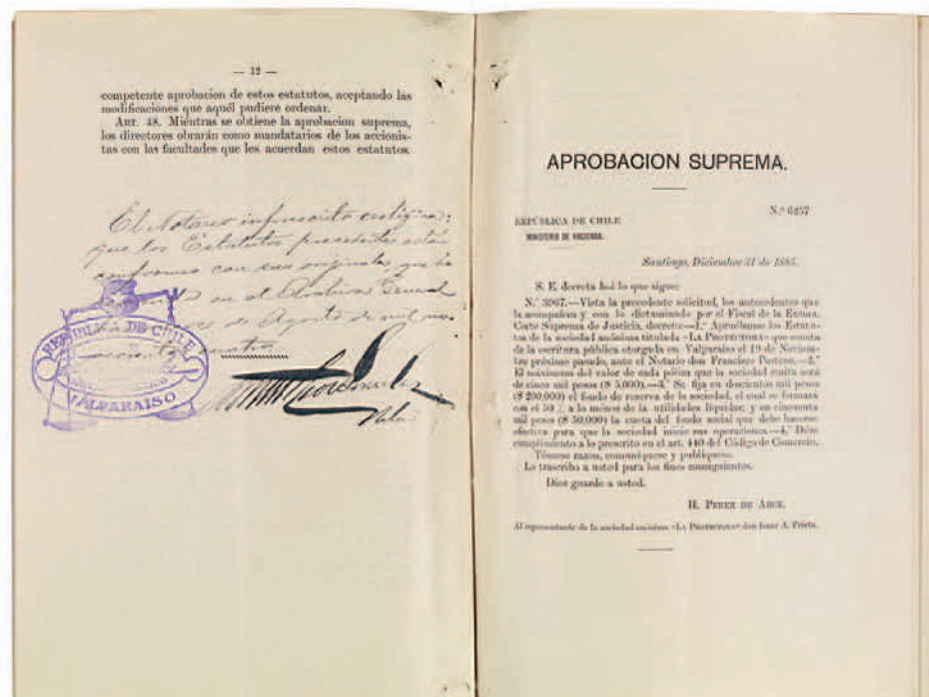 — 12 —
competente aprobacion de estos estatutos, aceptando las
modificaciones que aquél pudiere ordenar.
ART. 48. Miéntras se obtiene la aprobacion suprema,
los directores obrarán como mandatarios de los accionis-
tas con las facultades que les acuerdan estos estatutos.
El Notario infrascrito certifica:
que los Estatutos precedentes están
conformes con sus originales, que
en el Archivo General
de Agosto de mil
REPUBLICA DE CHILE
VALPARAISO
APROBACION SUPREMA.
N.º 6257
REPÚBLICA DE CHILE
MINISTERIO DE HACIENDA.
Santiago, Diciembre 31 de 1885.
S. E. decreta hoi lo que sigue:
N.º 3967.—Vista la precedente solicitud, los antecedentes que
la acompañan y con lo dictaminado por el Fiscal de la Excma.
Corte Suprema de Justicia, decreto:—1.º Apruébanse los Estatu-
tos de la sociedad anónima titulada «LA PROTECTORA» que consta
de la escritura pública otorgada en Valparaiso el 19 de Noviem-
bre próximo pasado, ante el Notario don Francisco—2.º
El máximum del valor de cada póliza que la sociedad emita será
de cinco mil pesos ($ 5,000).—3.º Se fija en doscientos mil pesos
($ 200,000) el fondo de reserva de la sociedad, el cual se formará
con el 50 % a lo ménos de la utilidades líquidas; y en cincuenta
mil pesos ($ 50,000) la cuota del fondo social que debe hacerse
efectiva para que la sociedad inicie sus operaciones.—4.º Dése
cumplimiento a lo prescrito en el art. 440 del Código de Comercio.
Tómese razon, comuníquese y publíquese.
Lo trascribo a usted para los fines consiguientes.
Dios guarde a usted.
H. PEREZ DE ARCE.
Al representante de la sociedad anónima «LA PROTECTORA» don Isaac A. Prieto.